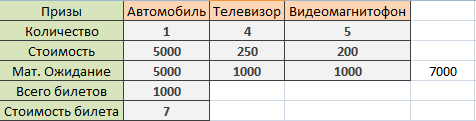 Призы Автомобиль Телевизор Видеомагнитофон
Количество 1 4 5
Стоимость 5000 250 200
Мат. Ожидание 5000 1000 1000 7000
Всего билетов 1000
Стоимость билета 7